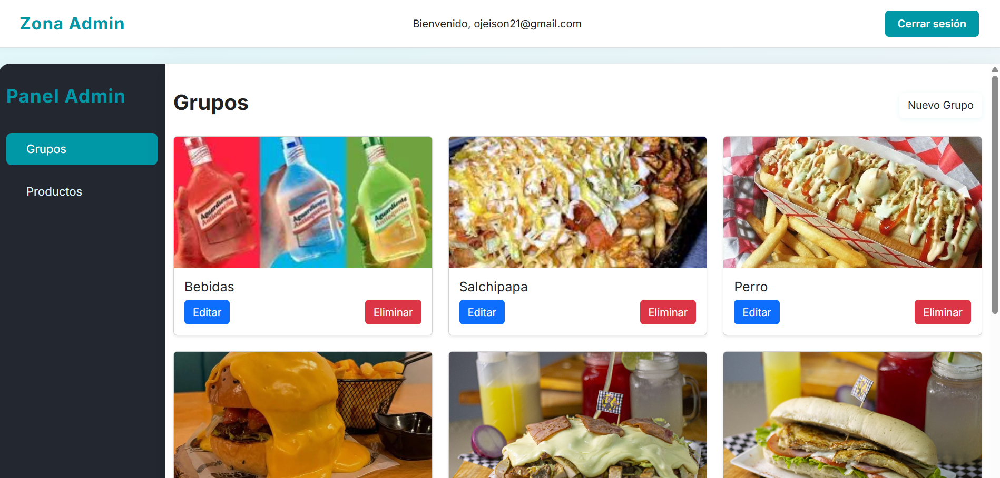 Zona Admin
Bienvenido, ojeison21@gmail.com
Cerrar sesión
Panel Admin
Grupos
Productos
Grupos
Nuevo Grupo
Aguardiente
Antioqueño
Aguardiente
Antioqueño
Aguardiente
Antioqueño
Bebidas
Editar
Eliminar
Salchipapa
Editar
Eliminar
Perro
Editar
Eliminar